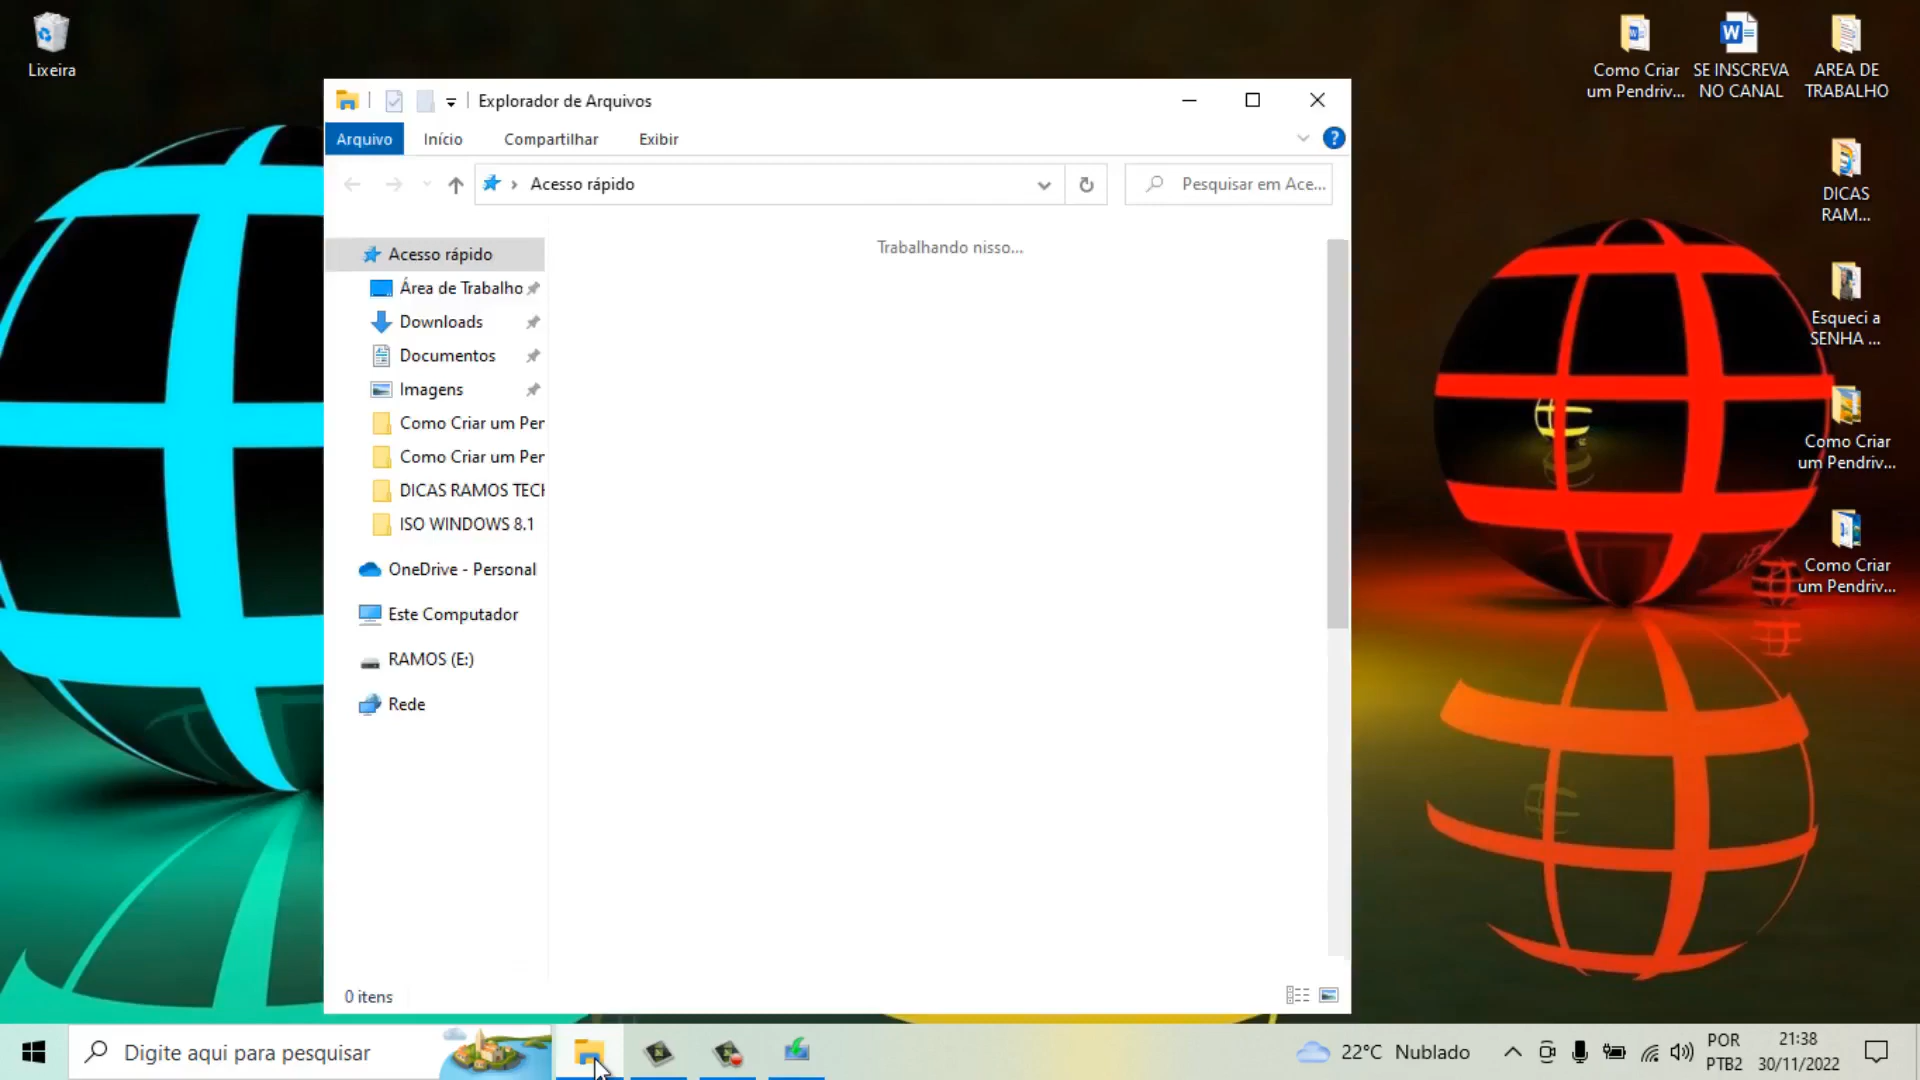 Lixeira
Como Criar
um Pendriv...
SE INSCREVA
NO CANAL
AREA DE
TRABALHO
DICAS
RAM...
Esqueci a
SENHA ...
Como Criar
um Pendriv...
Como Criar
um Pendriv...
Explorador de Arquivos
Arquivo
Início
Compartilhar
Exibir
?
Acesso rápido
Pesquisar em Ace...
Trabalhando nisso...
Acesso rápido
Área de Trabalho
Downloads
Documentos
Imagens
Como Criar um Per
Como Criar um Per
DICAS RAMOS TECH
ISO WINDOWS 8.1
OneDrive - Personal
Este Computador
RAMOS (E:)
Rede
0 itens
Digite aqui para pesquisar
22°C Nublado
POR
PTB2
21:38
30/11/2022